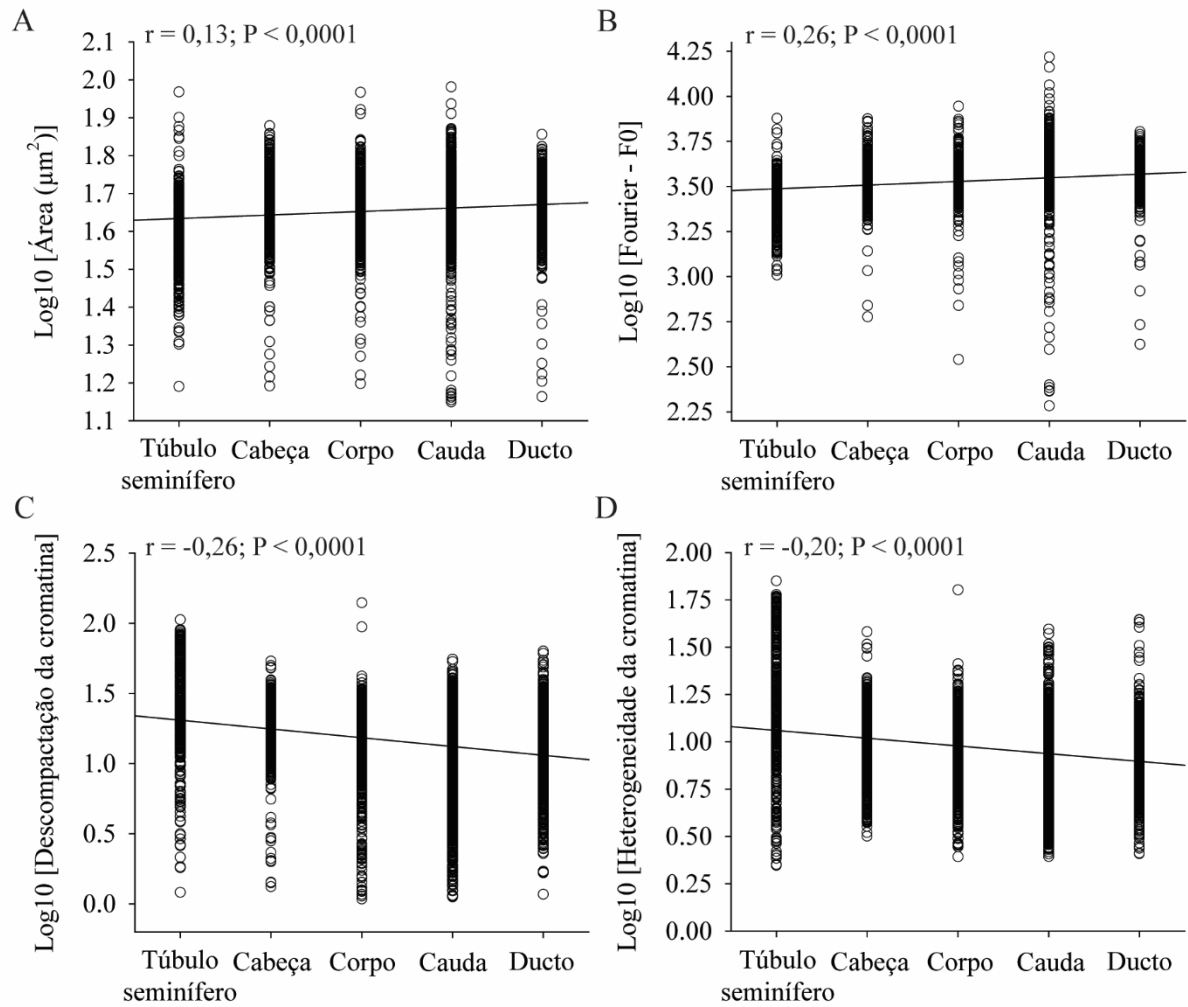 A
r = 0,13; P < 0,0001
Log10 [Área (µm²)]
2.1
2.0
1.9
1.8
1.7
1.6
1.5
1.4
1.3
1.2
1.1
Túbulo seminífero
Cabeça
Corpo
Cauda
Ducto
B
r = 0,26; P < 0,0001
Log10 [Fourier - F0]
4.25
4.00
3.75
3.50
3.25
3.00
2.75
2.50
2.25
Túbulo seminífero
Cabeça
Corpo
Cauda
Ducto
C
r = -0,26; P < 0,0001
Log10 [Descompactação da cromatina]
2.5
2.0
1.5
1.0
0.5
0.0
Túbulo seminífero
Cabeça
Corpo
Cauda
Ducto
D
r = -0,20; P < 0,0001
Log10 [Heterogeneidade da cromatina]
2.00
1.75
1.50
1.25
1.00
0.75
0.50
0.25
0.00
Túbulo seminífero
Cabeça
Corpo
Cauda
Ducto